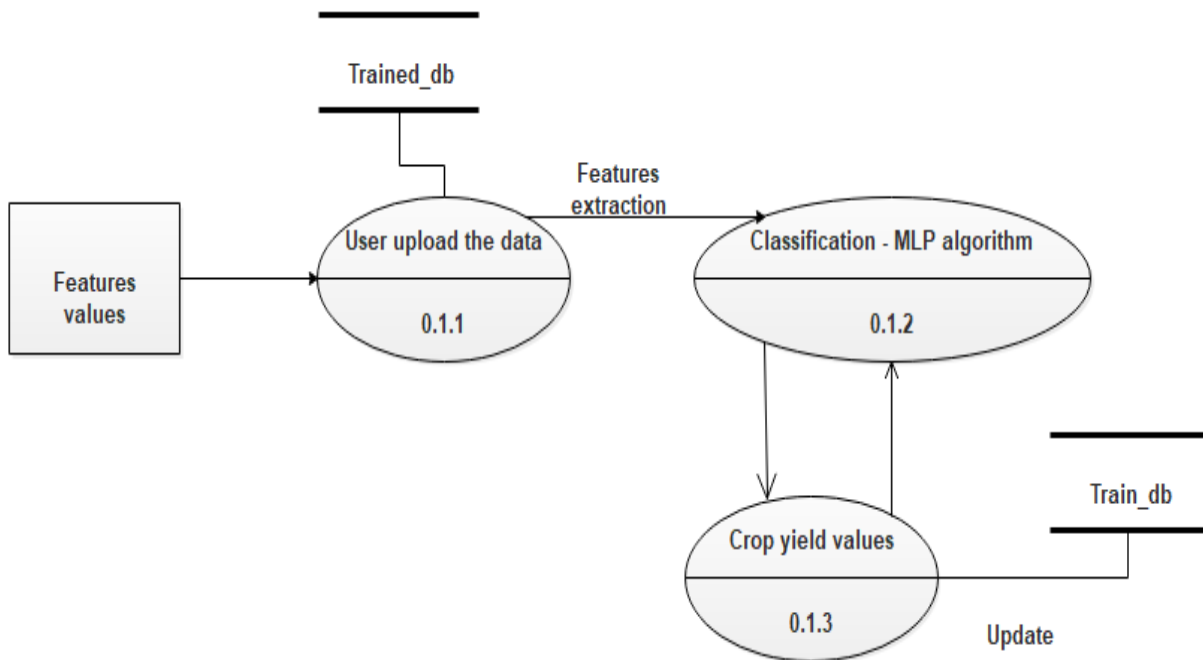 Trained_db
Features
extraction
Features
values
User upload the data
0.1.1
Classification - MLP algorithm
0.1.2
Crop yield values
0.1.3
Train_db
Update